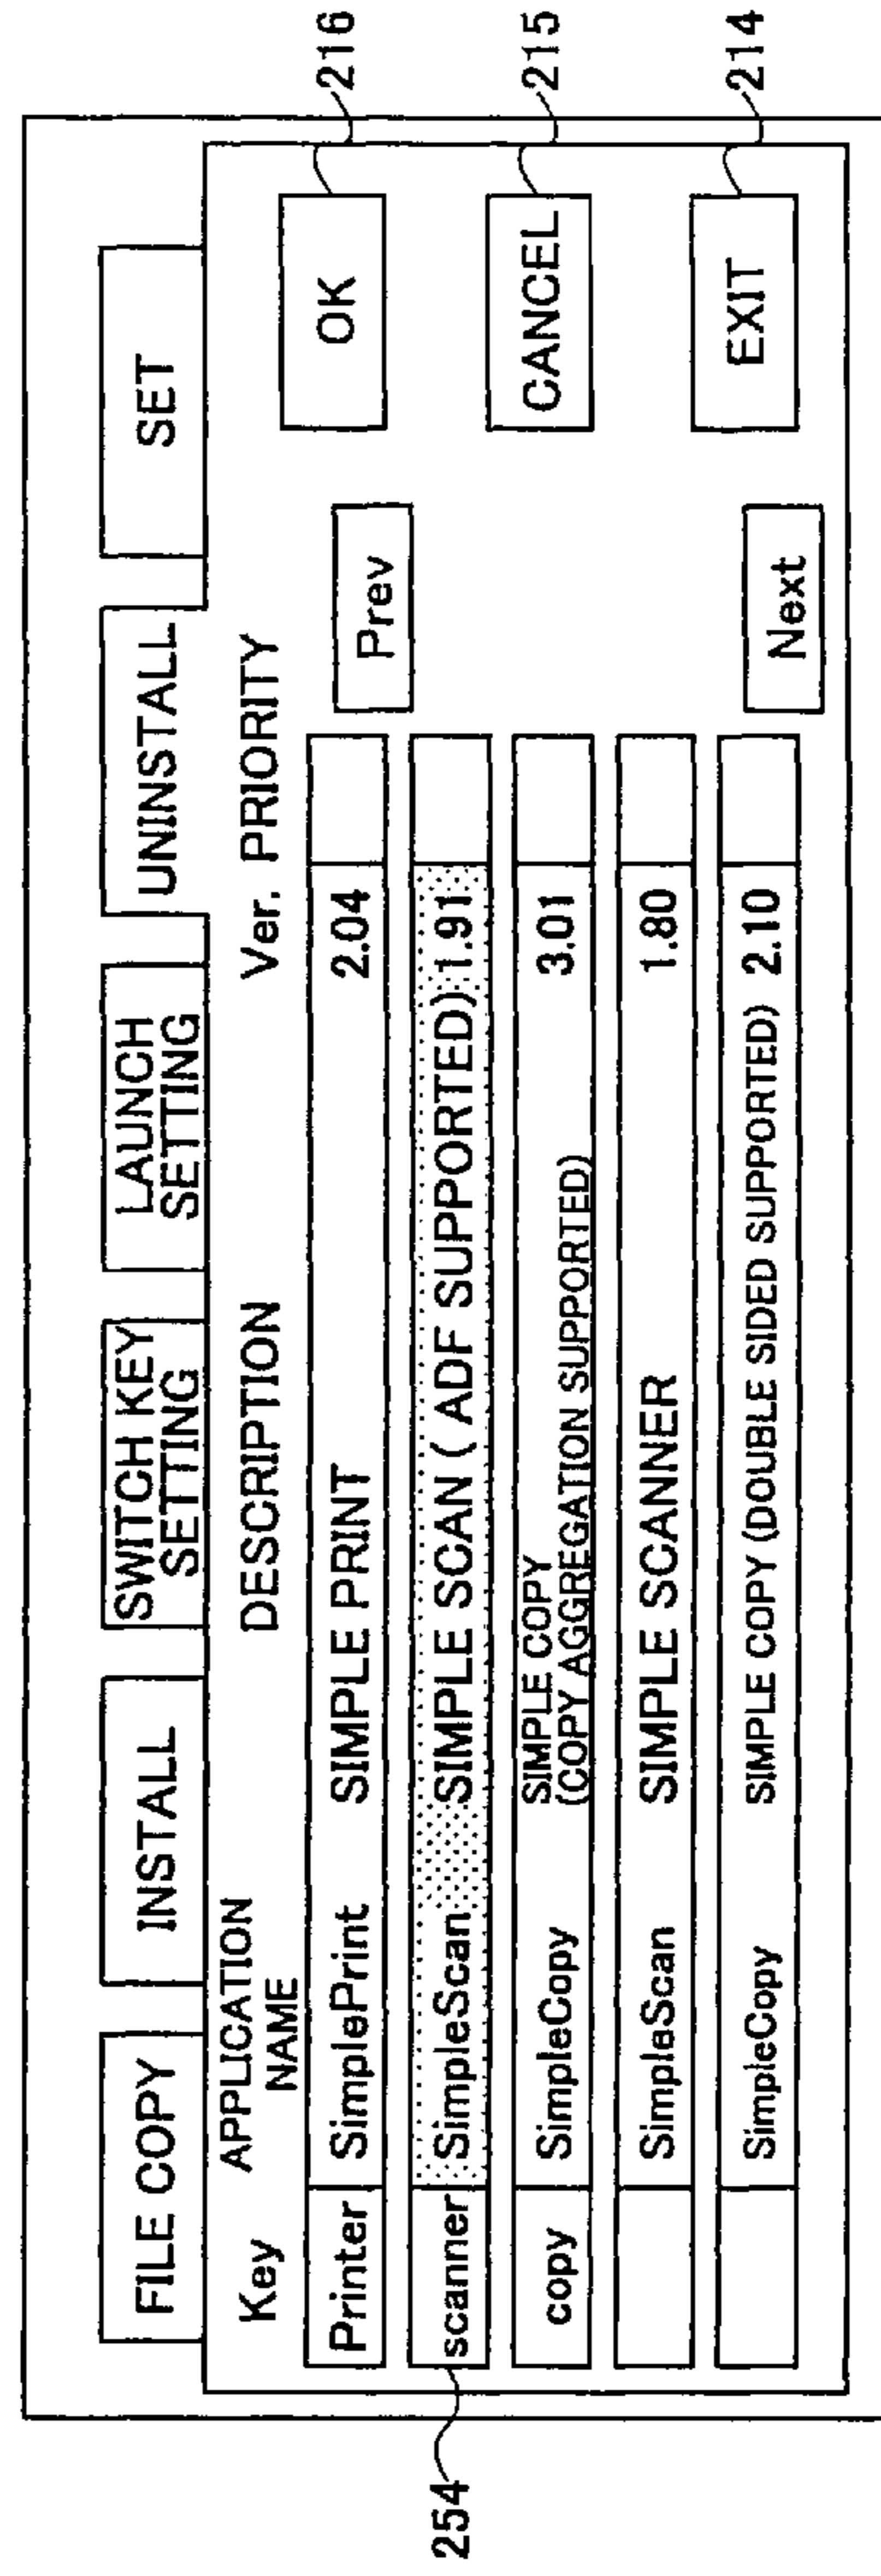 FILE COPY
INSTALL
SWITCH KEY
SETTING
LAUNCH
SETTING
UNINSTALL
SET
Key
APPLICATION
NAME
DESCRIPTION
Ver.
PRIORITY
Printer SimplePrint SIMPLE PRINT 2.04
scanner SimpleScan SIMPLE SCAN ( ADF SUPPORTED) 1.91
copy SimpleCopy SIMPLE COPY
(COPY AGGREGATION SUPPORTED) 3.01
SimpleScan SIMPLE SCANNER 1.80
SimpleCopy SIMPLE COPY (DOUBLE SIDED SUPPORTED) 2.10
Prev
Next
OK
CANCEL
EXIT
216
215
214
254